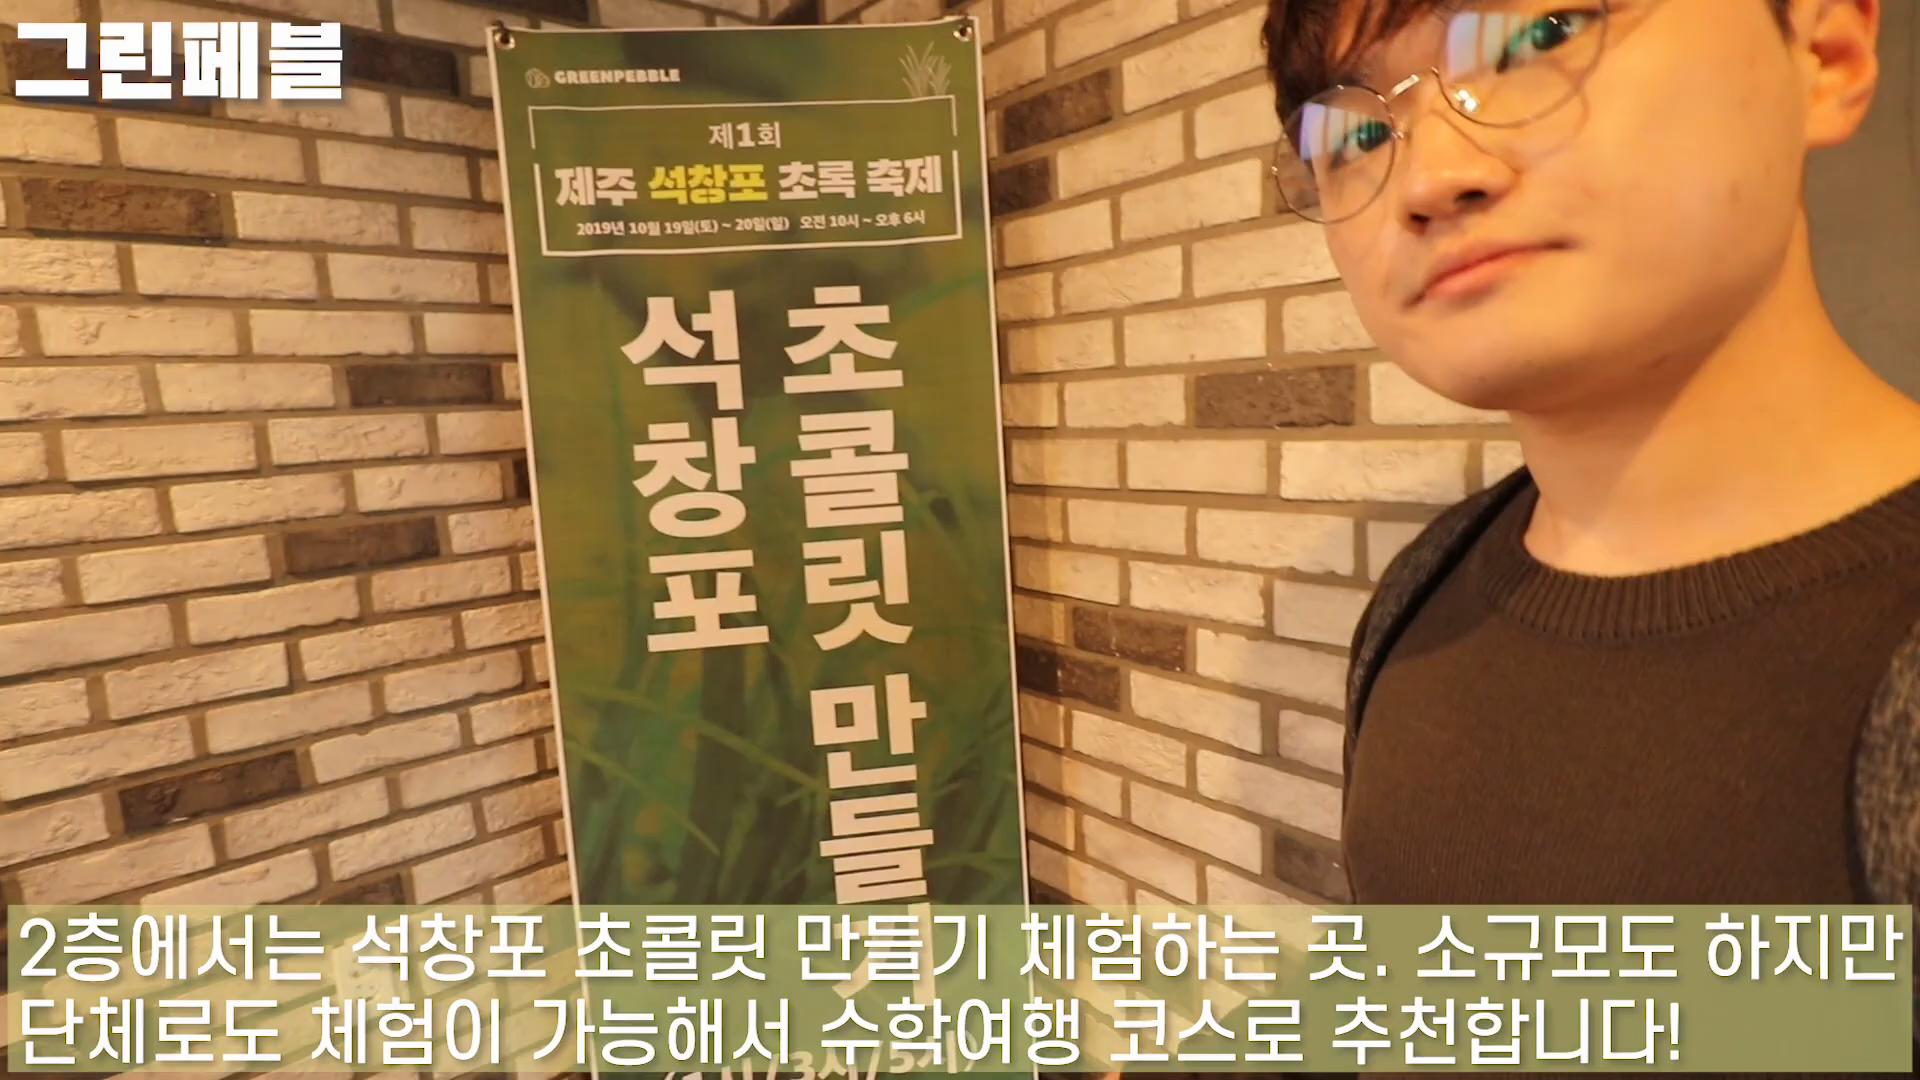 그린페블
GREENPEBBLE
제1회
제주 석창포 초록 축제
2019년 10월 19일(토) ~ 20일(일) 오전 10시 ~ 오후 6시
석창포
초콜릿 만들기
2층에서는 석창포 초콜릿 만들기 체험하는 곳. 소규모도 하지만
단체로도 체험이 가능해서 수학여행 코스로 추천합니다!
/3시/5시)